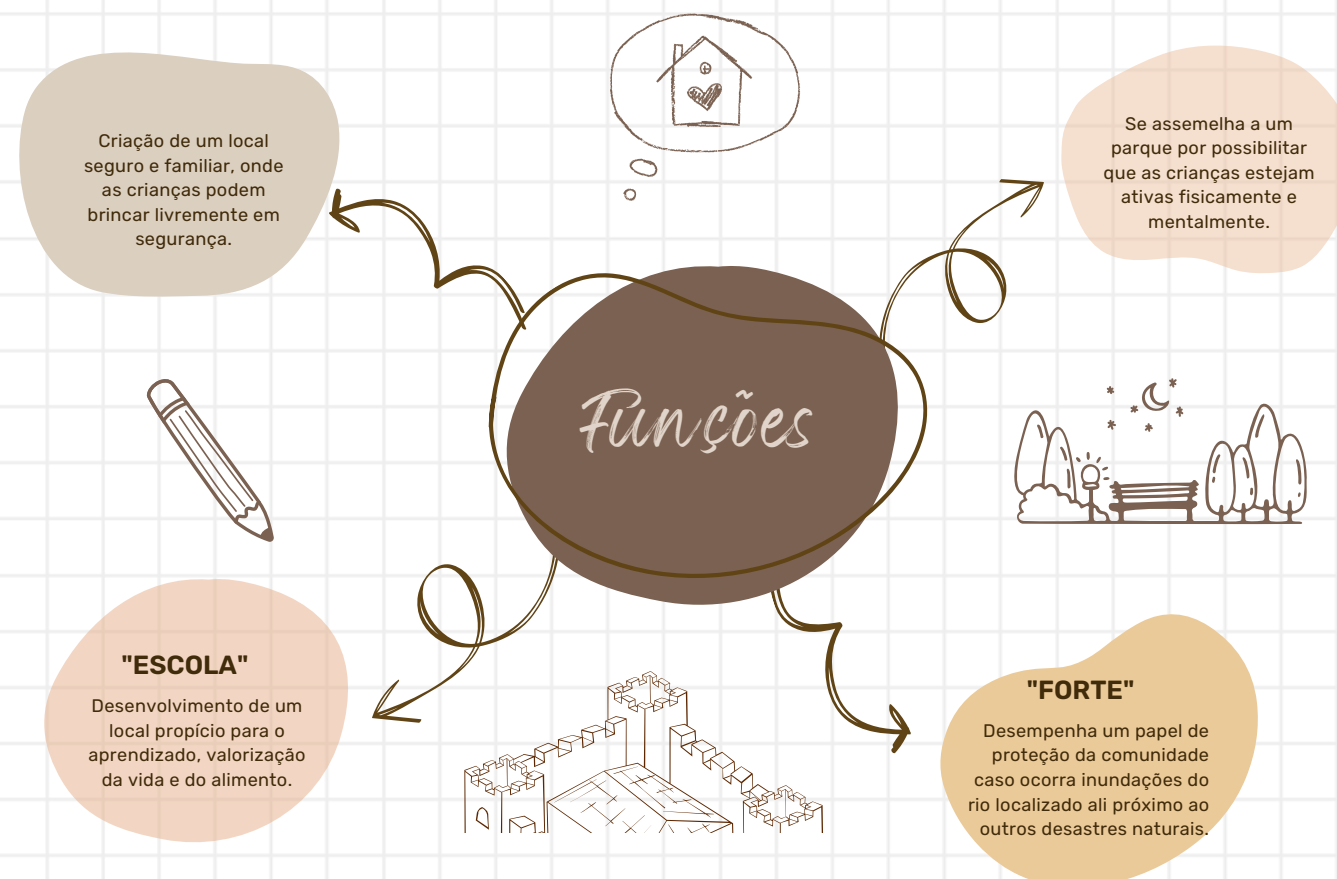 Criação de um local
seguro e familiar, onde
as crianças podem
brincar livremente em
segurança.
Se assemelha a um
parque por possibilitar
que as crianças estejam
ativas fisicamente e
mentalmente.
Funções
"ESCOLA"
Desenvolvimento de um
local propício para o
aprendizado, valorização
da vida e do alimento.
"FORTE"
Desempenha um papel de
proteção da comunidade
caso ocorra inundações do
rio localizado ali próximo ao
outros desastres naturais.